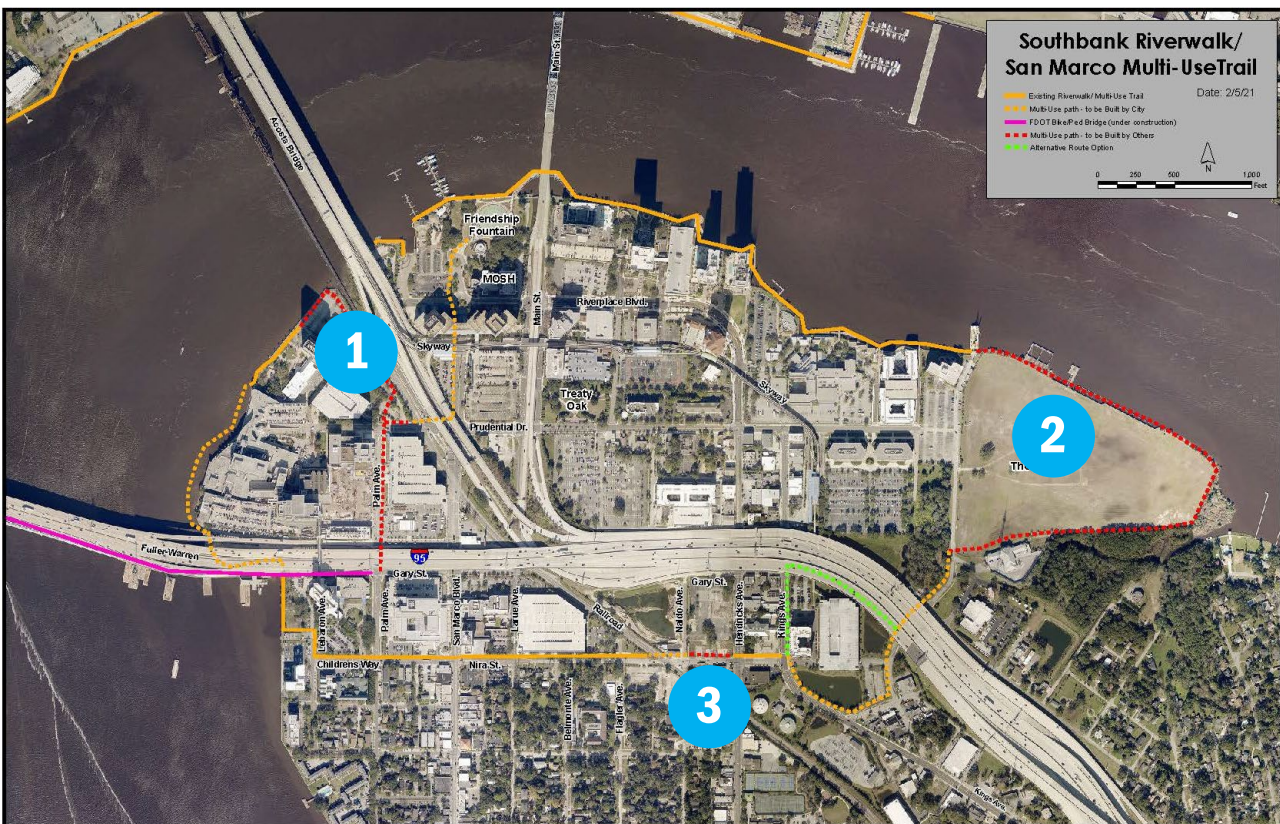 Southbank Riverwalk/
San Marco Multi-UseTrail
Date: 2/5/21
Existing Riverwalk/ Multi-Use Trail
Multi-Use path - to be Built by City
FDOT Bike/Ped Bridge (under construction)
Multi-Use path - to be Built by Others
Alternative Route Option
N
0 250 500 1,000
Feet
Main St.
Acosta Bridge
Friendship
Fountain
MOSH
Main St.
Riverplace Blvd.
1
Skyway
Skyway
Treaty
Oak
Prudential Dr.
2
Palm Ave.
Fuller Warren
95
Gary St.
Gary St.
Palm Ave.
San Marco Blvd.
Larue Ave.
Railroad
Naldo Ave.
Hendricks Ave.
Kings Ave.
Childrens Way
Nira St.
Belmonte Ave.
Flagler Ave.
3
Kings Ave.